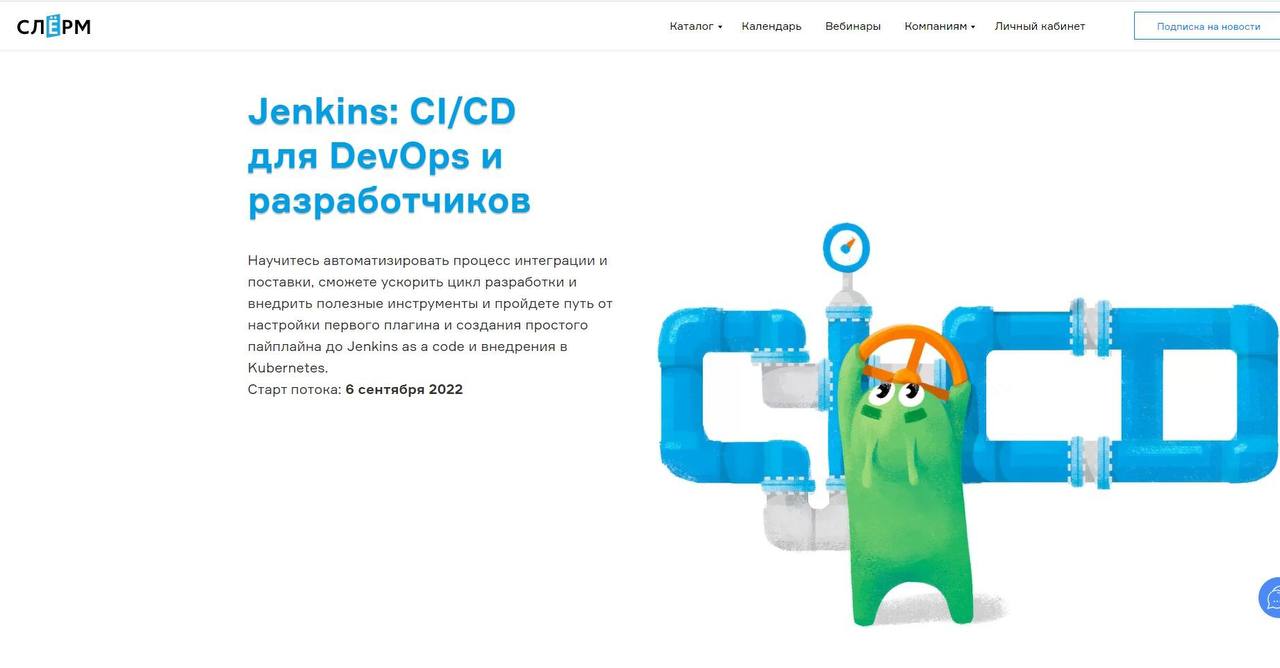 СЛЁРМ
Каталог Календарь Вебинары Компаниям Личный кабинет Подписка на новости
Jenkins: CI/CD
для DevOps и
разработчиков
Научитесь автоматизировать процесс интеграции и
поставки, сможете ускорить цикл разработки и
внедрить полезные инструменты и пройдете путь от
настройки первого плагина и создания простого
пайплайна до Jenkins as a code и внедрения в
Kubernetes.
Старт потока: 6 сентября 2022